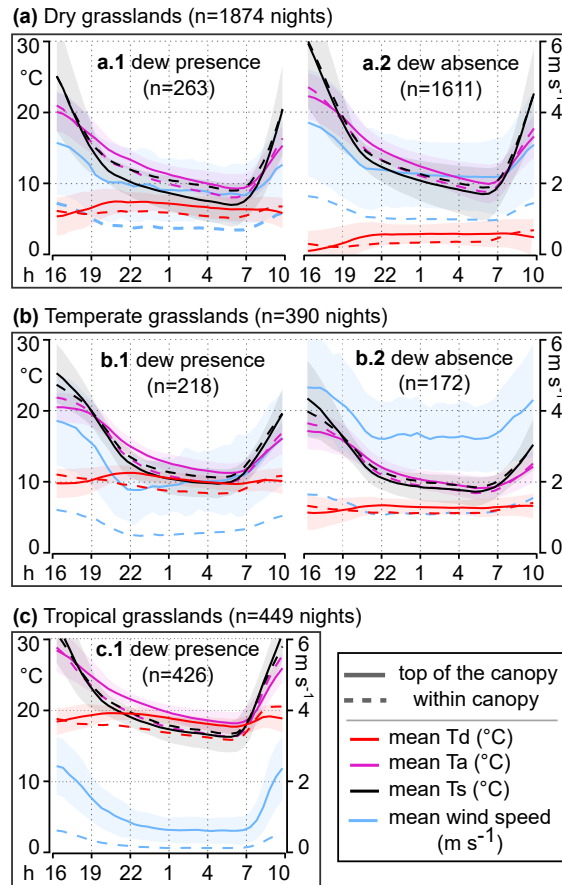 (a) Dry grasslands (n=1874 nights)
30 a.1 dew presence a.2 dew absence 6
°C (n=263) (n=1611) m s⁻¹
20 4
10 2
0 0
h 16 19 22 1 4 7 10 16 19 22 1 4 7 10
(b) Temperate grasslands (n=390 nights)
30 b.1 dew presence b.2 dew absence 6
°C (n=218) (n=172) m s⁻¹
20 4
10 2
0 0
h 16 19 22 1 4 7 10 16 19 22 1 4 7 10
(c) Tropical grasslands (n=449 nights)
30 c.1 dew presence 6
°C (n=426) m s⁻¹
20 4
10 2
0 0
h 16 19 22 1 4 7 10
top of the canopy
within canopy
mean Td (°C)
mean Ta (°C)
mean Ts (°C)
mean wind speed
(m s⁻¹)